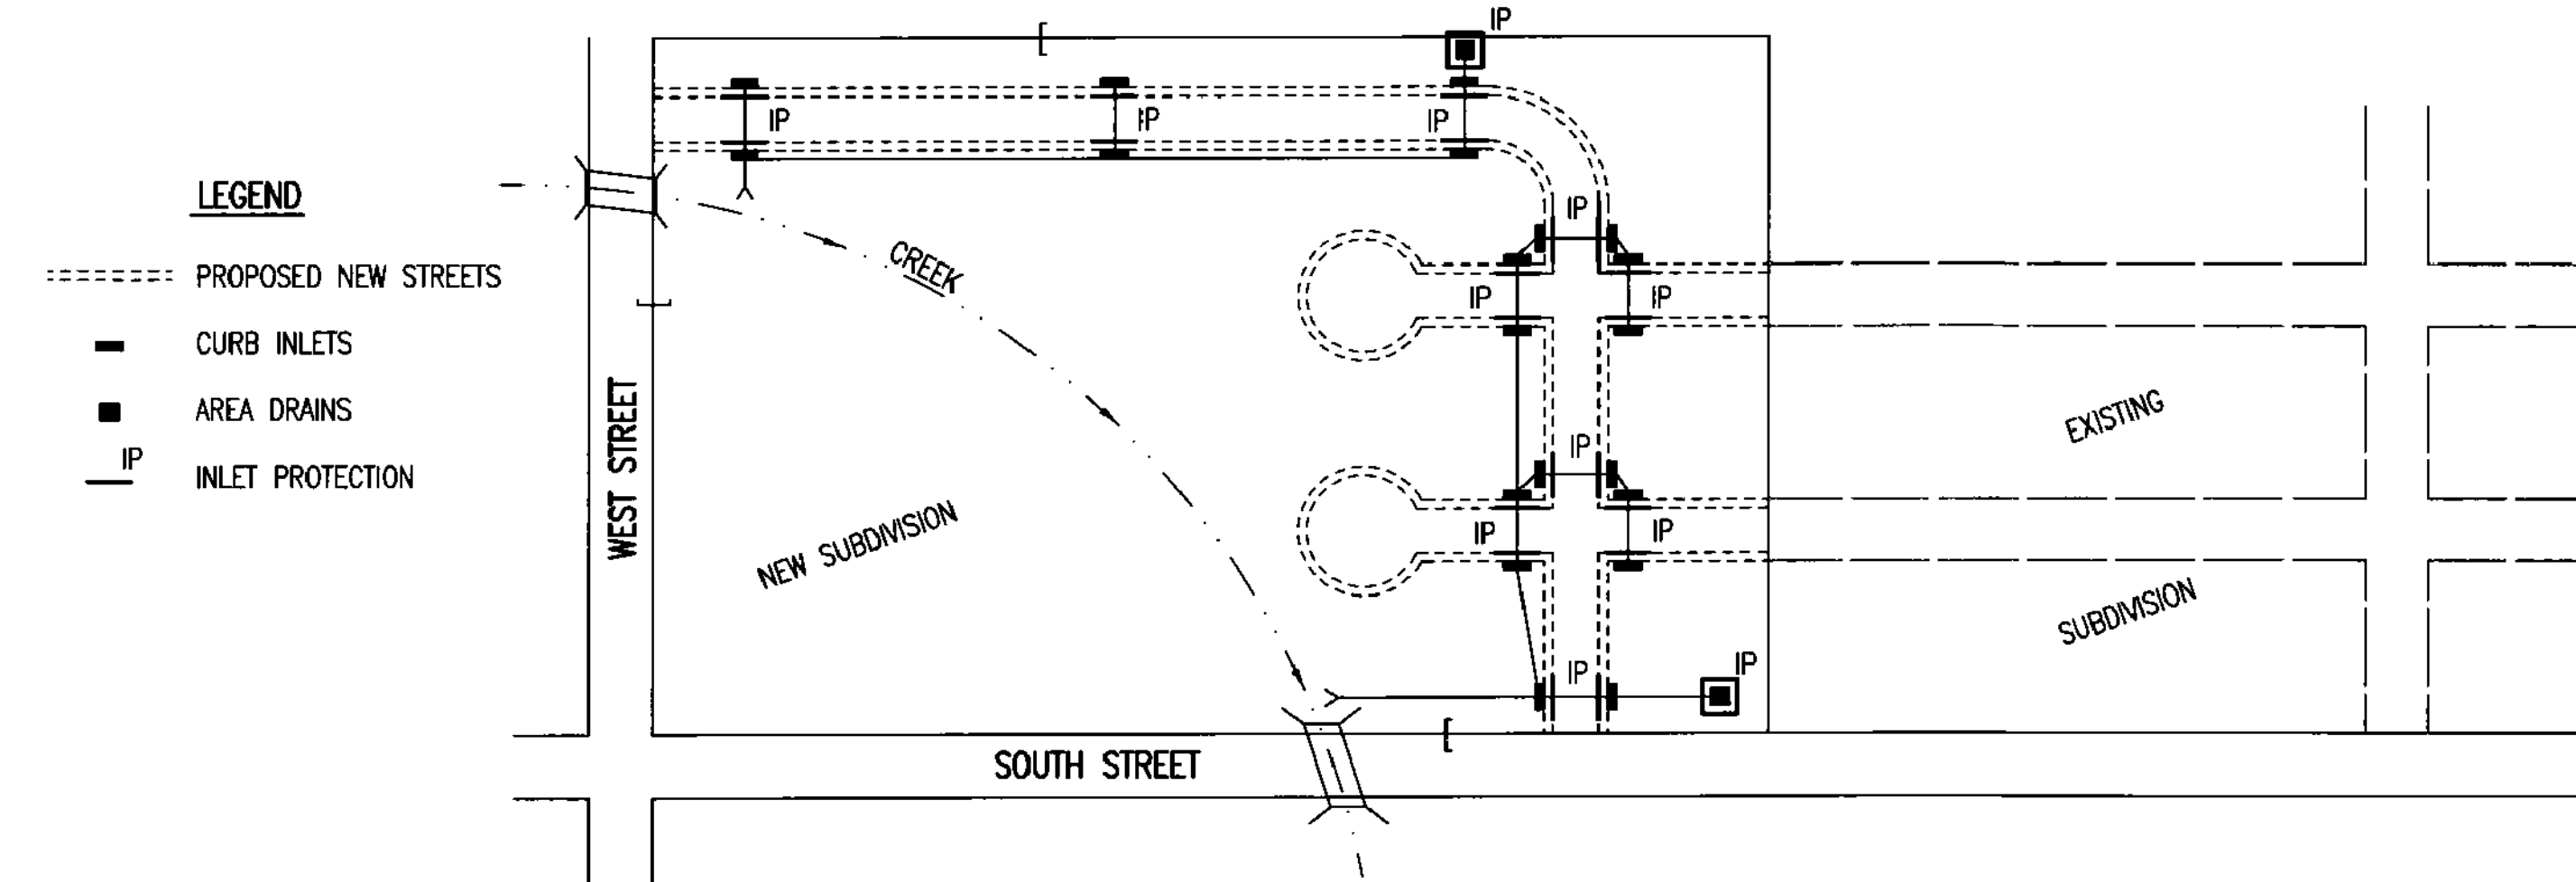 LEGEND
PROPOSED NEW STREETS
CURB INLETS
AREA DRAINS
IP
INLET PROTECTION
IP
IP
IP
IP
IP
IP
IP
IP
IP
IP
IP
IP
CREEK
WEST STREET
NEW SUBDIVISION
EXISTING
SUBDIVISION
SOUTH STREET